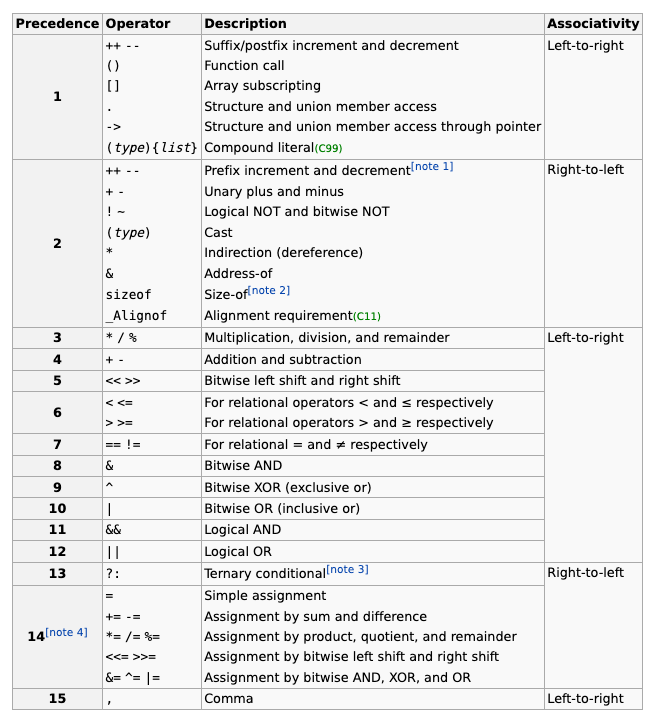 Precedence Operator Description Associativity
1 ++ -- Suffix/postfix increment and decrement Left-to-right
() Function call
[] Array subscripting
. Structure and union member access
-> Structure and union member access through pointer
(type){list} Compound literal(C99)
2 ++ -- Prefix increment and decrement[note 1] Right-to-left
+ - Unary plus and minus
! ~ Logical NOT and bitwise NOT
(type) Cast
* Indirection (dereference)
& Address-of
sizeof Size-of[note 2]
_Alignof Alignment requirement(C11)
3 * / % Multiplication, division, and remainder Left-to-right
4 + - Addition and subtraction
5 << >> Bitwise left shift and right shift
6 < <= For relational operators < and ≤ respectively
> >= For relational operators > and ≥ respectively
7 == != For relational = and ≠ respectively
8 & Bitwise AND
9 ^ Bitwise XOR (exclusive or)
10 | Bitwise OR (inclusive or)
11 && Logical AND
12 || Logical OR
13 ?: Ternary conditional[note 3] Right-to-left
14[note 4] = Simple assignment
+= -= Assignment by sum and difference
*= /= %= Assignment by product, quotient, and remainder
<<= >>= Assignment by bitwise left shift and right shift
&= ^= |= Assignment by bitwise AND, XOR, and OR
15 , Comma Left-to-right